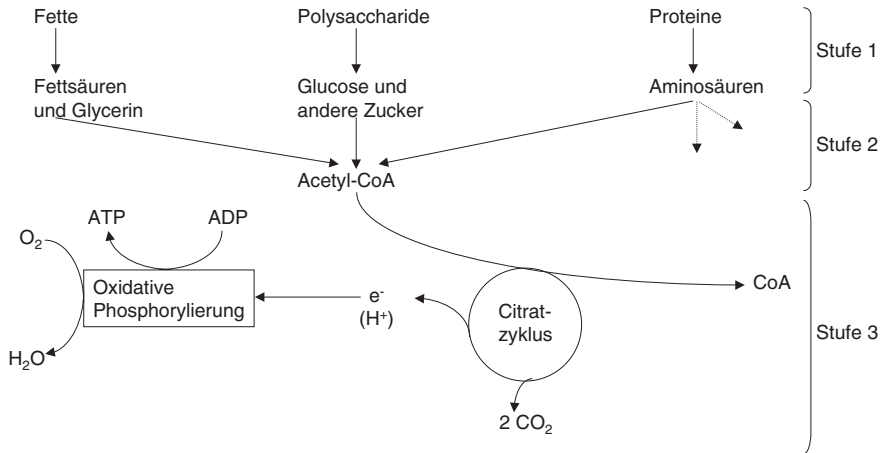 Fette
Polysaccharide
Proteine
Stufe 1
Fettsäuren
und Glycerin
Glucose und
andere Zucker
Aminosäuren
Stufe 2
Acetyl-CoA
ATP
ADP
O₂
Oxidative
Phosphorylierung
e⁻
(H⁺)
Citrat-
zyklus
CoA
Stufe 3
H₂O
2 CO₂